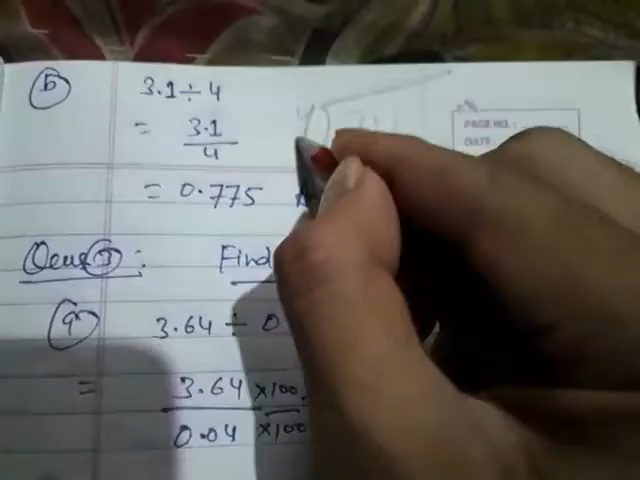 b 3.1 ÷ 4
= 3.1
4
= 0.775
Ques 3 : Find
a 3.64 ÷ 0
= 3.64 ×100
0.04 ×100
PAGE NO.:
DATE